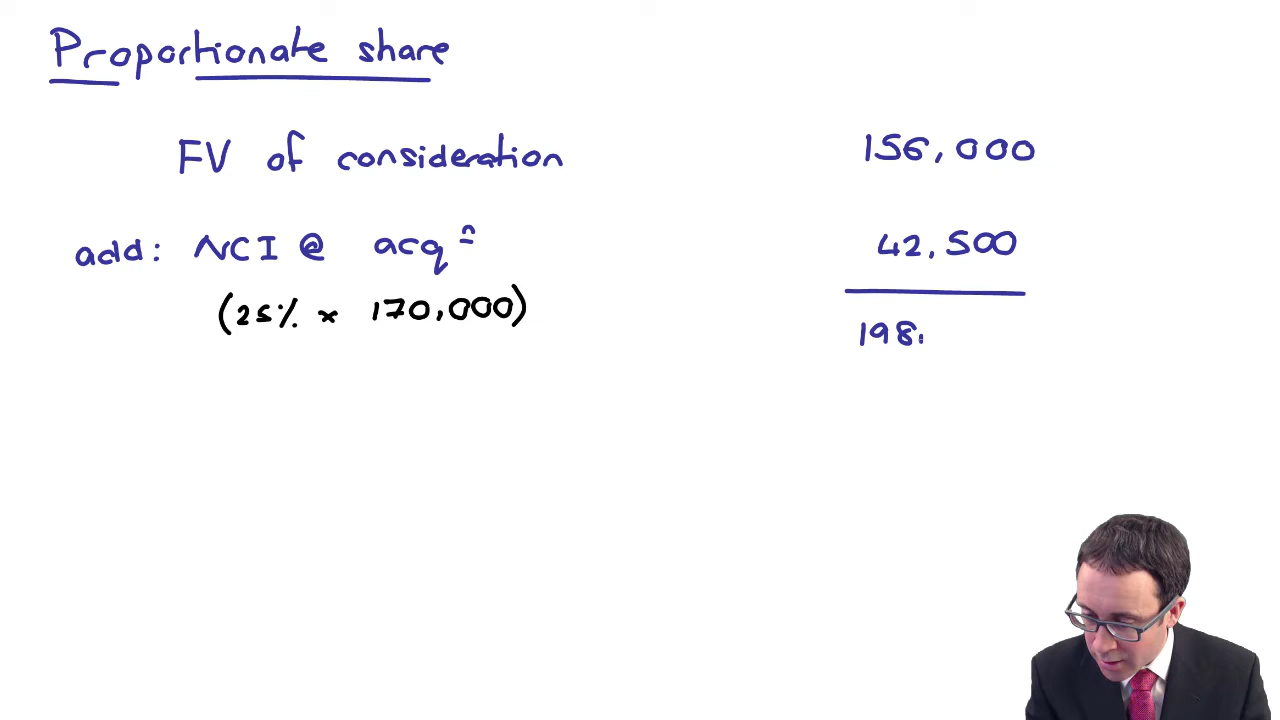 Proportionate share
FV of consideration 156,000
add: NCI @ acqⁿ 42,500
(25% × 170,000)
198,